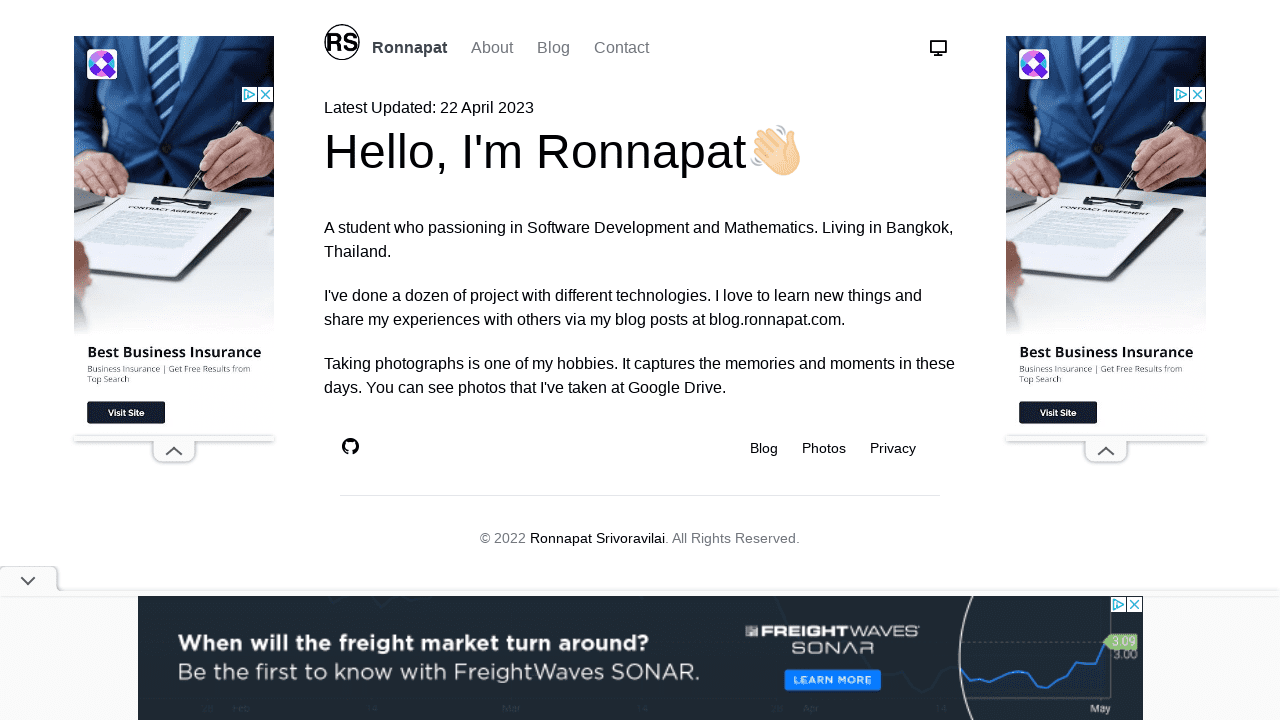 RS Ronnapat About Blog Contact
Latest Updated: 22 April 2023
Hello, I'm Ronnapat
A student who passioning in Software Development and Mathematics. Living in Bangkok,
Thailand.
I've done a dozen of project with different technologies. I love to learn new things and
share my experiences with others via my blog posts at blog.ronnapat.com.
Taking photographs is one of my hobbies. It captures the memories and moments in these
days. You can see photos that I've taken at Google Drive.
Blog Photos Privacy
© 2022 Ronnapat Srivoravilai. All Rights Reserved.
CONTRACT AGREEMENT
Best Business Insurance
Business Insurance | Get Free Results from
Top Search
Visit Site
CONTRACT AGREEMENT
Best Business Insurance
Business Insurance | Get Free Results from
Top Search
Visit Site
When will the freight market turn around?
Be the first to know with FreightWaves SONAR.
FREIGHTWAVES
SONAR
LEARN MORE
3.09
3.00
Feb 14 Mar 14 Apr 14 May